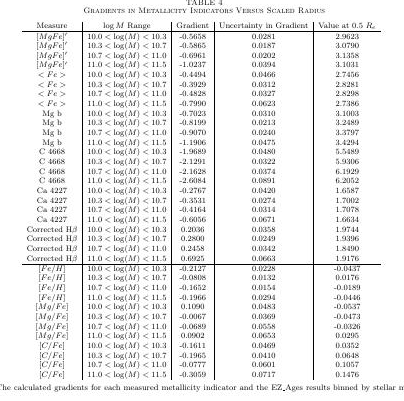 TABLE 4
GRADIENTS IN METALLICITY INDICATORS VERSUS SCALED RADIUS
Measure log M Range Gradient Uncertainty in Gradient Value at 0.5 Re
[MgFe]′ 10.0 < log(M) < 10.3 -0.5658 0.0281 2.9623
[MgFe]′ 10.3 < log(M) < 10.7 -0.5865 0.0187 3.0790
[MgFe]′ 10.7 < log(M) < 11.0 -0.6961 0.0202 3.1358
[MgFe]′ 11.0 < log(M) < 11.5 -1.0237 0.0394 3.1031
< Fe > 10.0 < log(M) < 10.3 -0.4494 0.0466 2.7456
< Fe > 10.3 < log(M) < 10.7 -0.3929 0.0312 2.8281
< Fe > 10.7 < log(M) < 11.0 -0.4828 0.0327 2.8298
< Fe > 11.0 < log(M) < 11.5 -0.7990 0.0623 2.7386
Mg b 10.0 < log(M) < 10.3 -0.7023 0.0310 3.1003
Mg b 10.3 < log(M) < 10.7 -0.8199 0.0213 3.2489
Mg b 10.7 < log(M) < 11.0 -0.9070 0.0240 3.3797
Mg b 11.0 < log(M) < 11.5 -1.1906 0.0475 3.4294
C 4668 10.0 < log(M) < 10.3 -1.9689 0.0480 5.5489
C 4668 10.3 < log(M) < 10.7 -2.1291 0.0322 5.9306
C 4668 10.7 < log(M) < 11.0 -2.1628 0.0374 6.1929
C 4668 11.0 < log(M) < 11.5 -2.6084 0.0891 6.2052
Ca 4227 10.0 < log(M) < 10.3 -0.2767 0.0420 1.6587
Ca 4227 10.3 < log(M) < 10.7 -0.3531 0.0274 1.7002
Ca 4227 10.7 < log(M) < 11.0 -0.4164 0.0314 1.7078
Ca 4227 11.0 < log(M) < 11.5 -0.6056 0.0671 1.6634
Corrected Hβ 10.0 < log(M) < 10.3 0.2036 0.0358 1.9744
Corrected Hβ 10.3 < log(M) < 10.7 0.2800 0.0249 1.9396
Corrected Hβ 10.7 < log(M) < 11.0 0.2458 0.0342 1.8490
Corrected Hβ 11.0 < log(M) < 11.5 0.6925 0.0663 1.9176
[Fe/H] 10.0 < log(M) < 10.3 -0.2127 0.0228 -0.0437
[Fe/H] 10.3 < log(M) < 10.7 -0.0808 0.0132 0.0176
[Fe/H] 10.7 < log(M) < 11.0 -0.1652 0.0154 -0.0189
[Fe/H] 11.0 < log(M) < 11.5 -0.1966 0.0294 -0.0446
[Mg/Fe] 10.0 < log(M) < 10.3 0.1090 0.0483 -0.0537
[Mg/Fe] 10.3 < log(M) < 10.7 -0.0067 0.0369 -0.0473
[Mg/Fe] 10.7 < log(M) < 11.0 -0.0689 0.0558 -0.0326
[Mg/Fe] 11.0 < log(M) < 11.5 0.0902 0.0653 0.0295
[C/Fe] 10.0 < log(M) < 10.3 -0.1611 0.0469 0.0352
[C/Fe] 10.3 < log(M) < 10.7 -0.1965 0.0410 0.0648
[C/Fe] 10.7 < log(M) < 11.0 -0.0777 0.0601 0.1057
[C/Fe] 11.0 < log(M) < 11.5 -0.3059 0.0717 0.1476
The calculated gradients for each measured metallicity indicator and the EZ_Ages results binned by stellar m